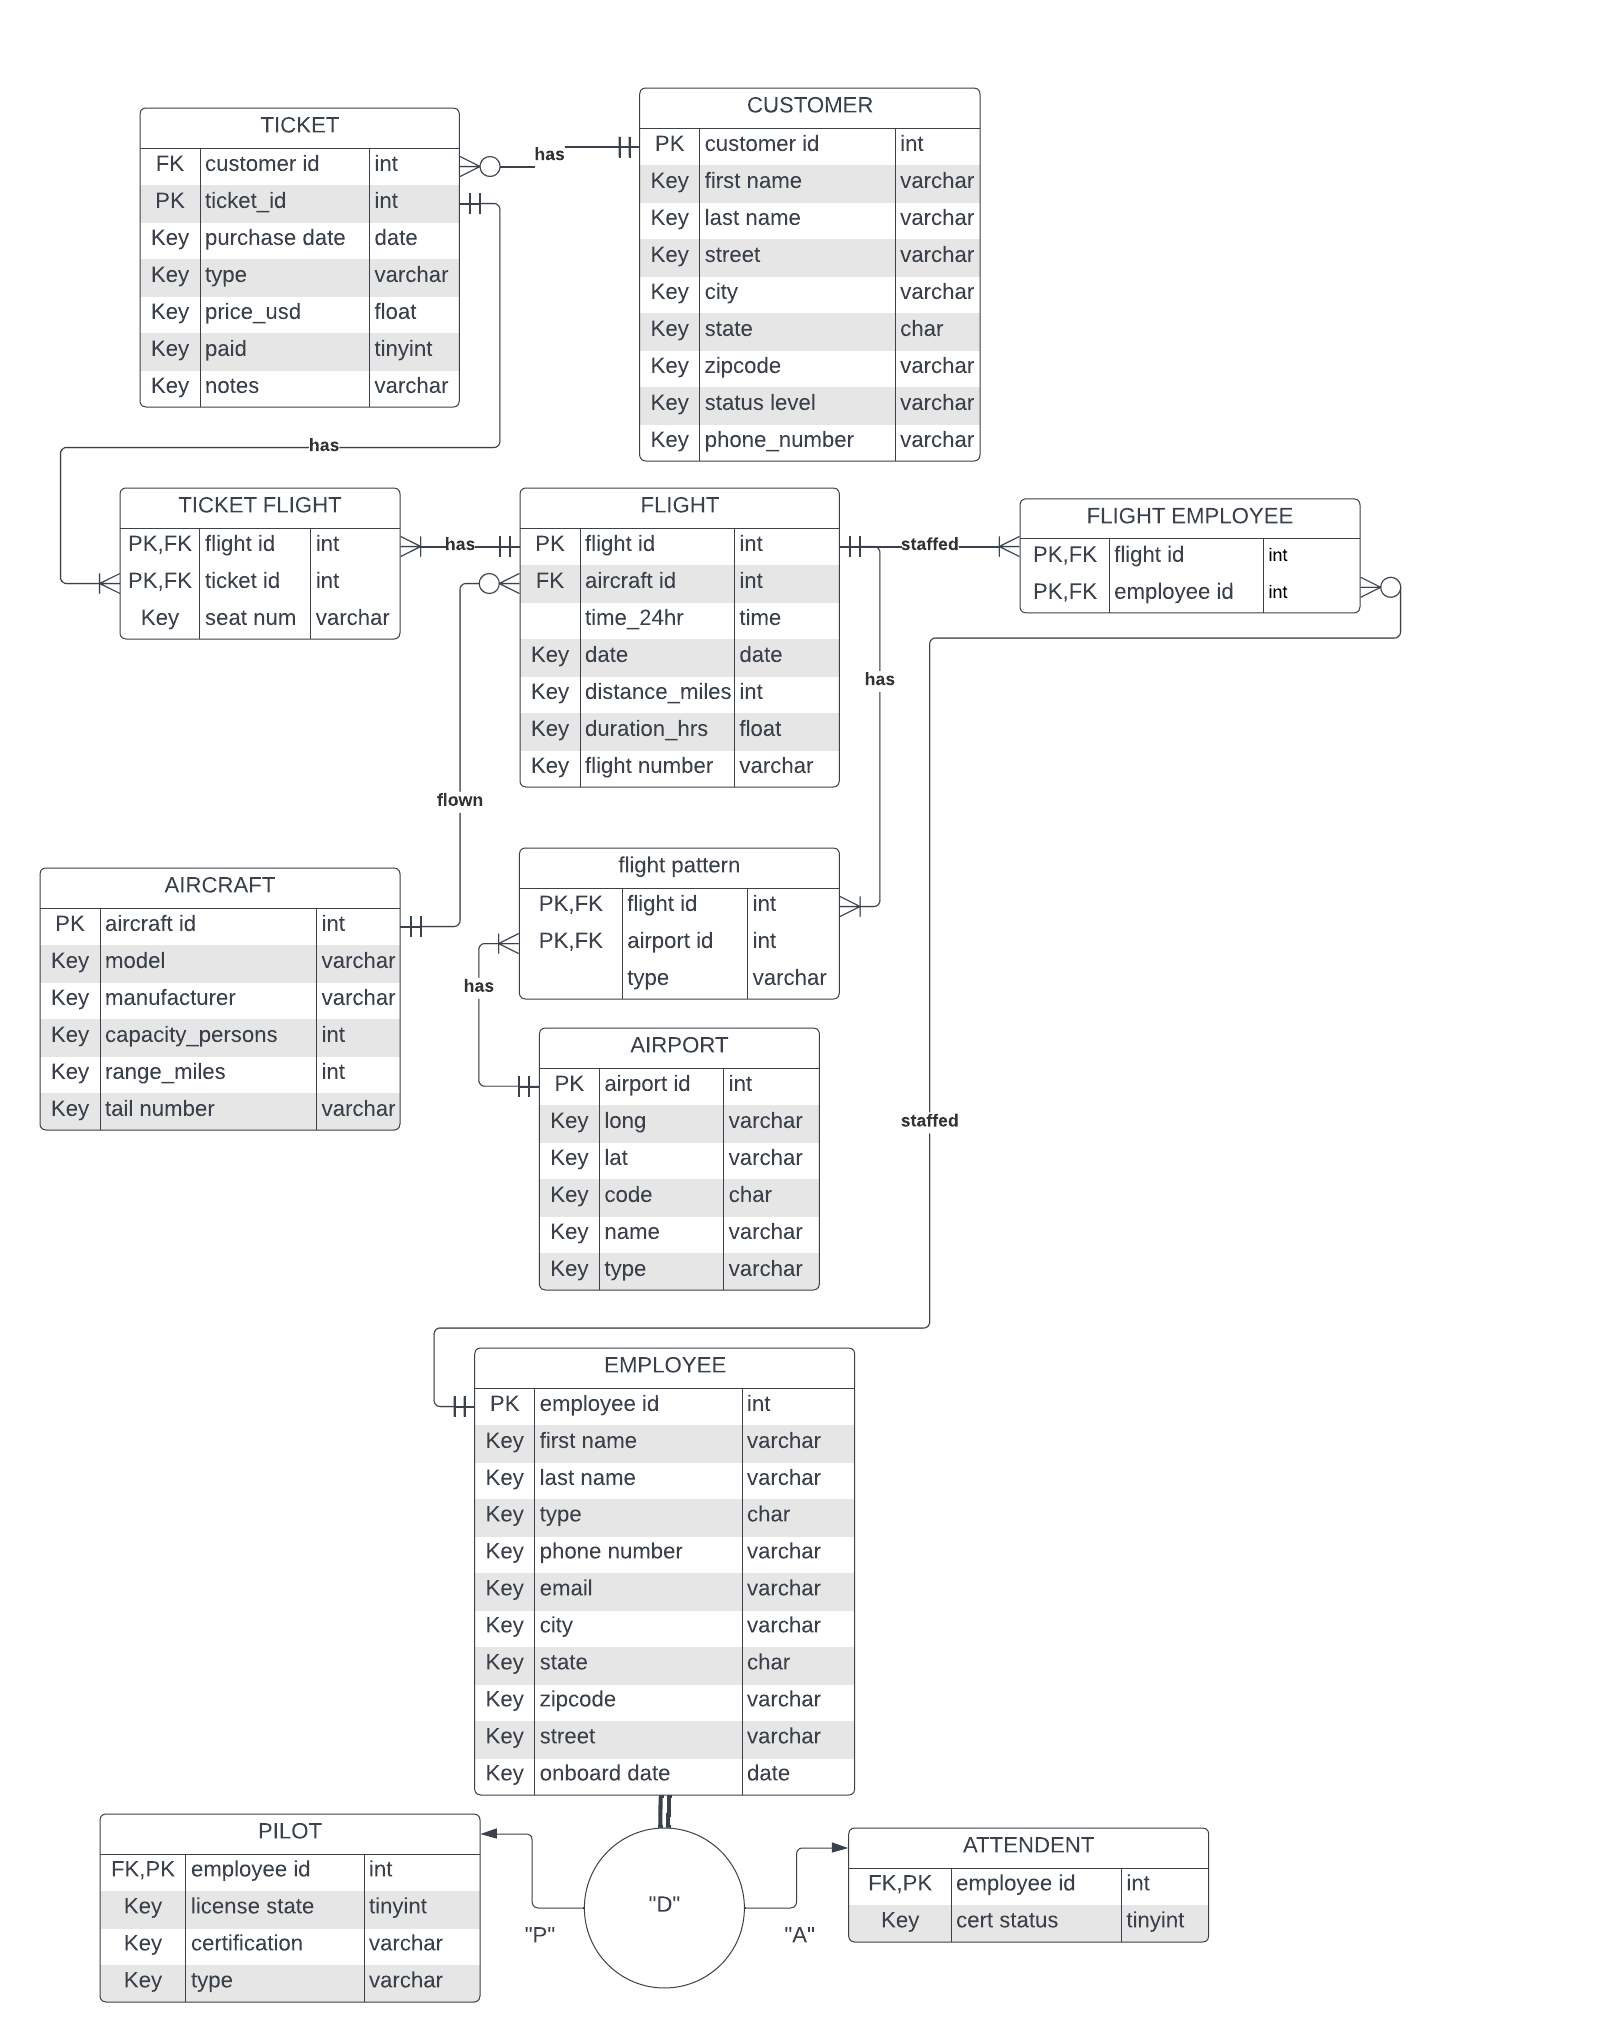 TICKET
FK customer id int
PK ticket_id int
Key purchase date date
Key type varchar
Key price_usd float
Key paid tinyint
Key notes varchar
has
CUSTOMER
PK customer id int
Key first name varchar
Key last name varchar
Key street varchar
Key city varchar
Key state char
Key zipcode varchar
Key status level varchar
Key phone_number varchar
has
TICKET FLIGHT
PK,FK flight id int
PK,FK ticket id int
Key seat num varchar
has
FLIGHT
PK flight id int
FK aircraft id int
time_24hr time
Key date date
Key distance_miles int
Key duration_hrs float
Key flight number varchar
staffed
FLIGHT EMPLOYEE
PK,FK flight id int
PK,FK employee id int
has
flown
AIRCRAFT
PK aircraft id int
Key model varchar
Key manufacturer varchar
Key capacity_persons int
Key range_miles int
Key tail number varchar
flight pattern
PK,FK flight id int
PK,FK airport id int
type varchar
has
AIRPORT
PK airport id int
Key long varchar
Key lat varchar
Key code char
Key name varchar
Key type varchar
staffed
EMPLOYEE
PK employee id int
Key first name varchar
Key last name varchar
Key type char
Key phone number varchar
Key email varchar
Key city varchar
Key state char
Key zipcode varchar
Key street varchar
Key onboard date date
PILOT
FK,PK employee id int
Key license state tinyint
Key certification varchar
Key type varchar
"P"
"D"
"A"
ATTENDENT
FK,PK employee id int
Key cert status tinyint